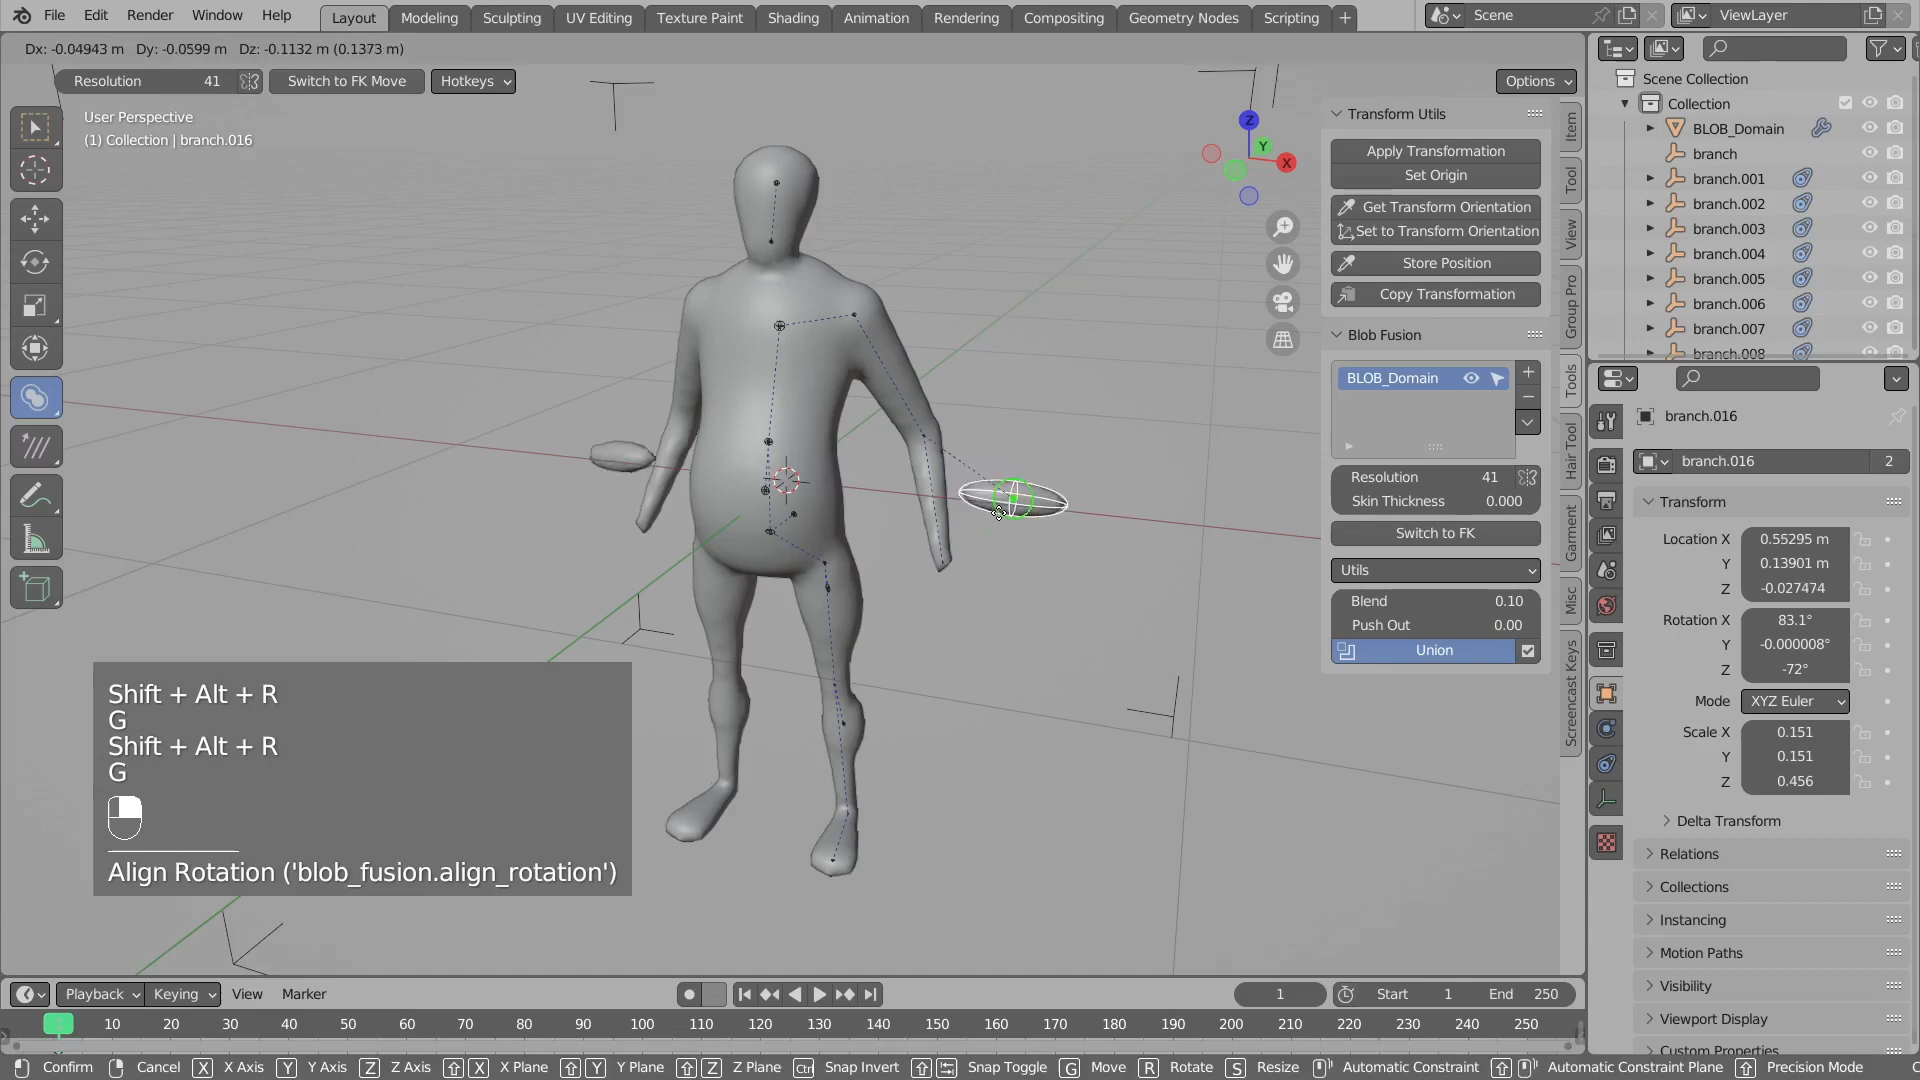 File Edit Render Window Help Layout Modeling Sculpting UV Editing Texture Paint Shading Animation Rendering Compositing Geometry Nodes Scripting + Scene ViewLayer
Dx: -0.04943 m Dy: -0.0599 m Dz: -0.1132 m (0.1373 m)
Resolution 41 Switch to FK Move Hotkeys Options
User Perspective
(1) Collection | branch.016
Z
Y
X
Transform Utils
Apply Transformation
Set Origin
Get Transform Orientation
Set to Transform Orientation
Store Position
Copy Transformation
Blob Fusion
BLOB_Domain
Resolution 41
Skin Thickness 0.000
Switch to FK
Utils
Blend 0.10
Push Out 0.00
Union
Item
Tool
View
Group Pro
Tools
Hair Tool
Garment
Misc
Screencast Keys
Scene Collection
Collection
BLOB_Domain
branch
branch.001
branch.002
branch.003
branch.004
branch.005
branch.006
branch.007
branch.008
branch.016
branch.016 2
Transform
Location X 0.55295 m
Y 0.13901 m
Z -0.027474
Rotation X 83.1°
Y -0.000008°
Z -72°
Mode XYZ Euler
Scale X 0.151
Y 0.151
Z 0.456
Delta Transform
Relations
Collections
Instancing
Motion Paths
Visibility
Viewport Display
Custom Properties
Shift + Alt + R
G
Shift + Alt + R
G
Align Rotation ('blob_fusion.align_rotation')
Playback Keying View Marker 1 Start 1 End 250
10 20 30 40 50 60 70 80 90 100 110 120 130 140 150 160 170 180 190 200 210 220 230 240 250
Confirm Cancel X X Axis Y Y Axis Z Z Axis X X Plane Y Y Plane Z Z Plane Ctrl Snap Invert Snap Toggle G Move R Rotate S Resize Automatic Constraint Automatic Constraint Plane Precision Mode